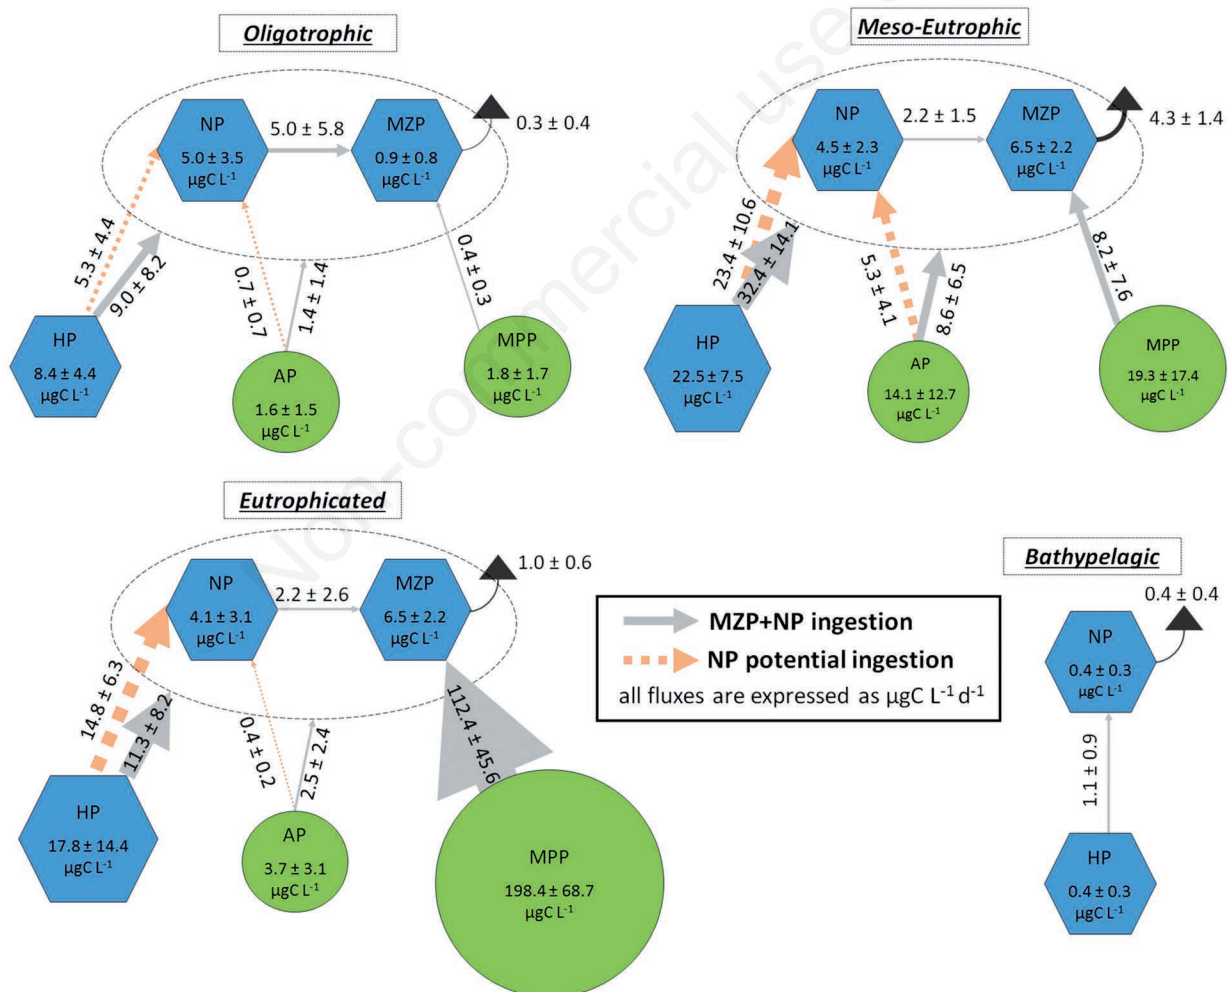 Oligotrophic
NP
5.0 ± 3.5
µgC L-1
5.0 ± 5.8
MZP
0.9 ± 0.8
µgC L-1
0.3 ± 0.4
5.3 ± 4.4
9.0 ± 8.2
0.7 ± 0.7
1.4 ± 1.4
0.4 ± 0.3
HP
8.4 ± 4.4
µgC L-1
AP
1.6 ± 1.5
µgC L-1
MPP
1.8 ± 1.7
µgC L-1
Meso-Eutrophic
NP
4.5 ± 2.3
µgC L-1
2.2 ± 1.5
MZP
6.5 ± 2.2
µgC L-1
4.3 ± 1.4
23.4 ± 10.6
32.4 ± 14.1
5.3 ± 4.1
8.6 ± 6.5
8.2 ± 7.6
HP
22.5 ± 7.5
µgC L-1
AP
14.1 ± 12.7
µgC L-1
MPP
19.3 ± 17.4
µgC L-1
Eutrophicated
NP
4.1 ± 3.1
µgC L-1
2.2 ± 2.6
MZP
6.5 ± 2.2
µgC L-1
1.0 ± 0.6
14.8 ± 6.3
11.3 ± 8.2
0.4 ± 0.2
2.5 ± 2.4
112.4 ± 45.6
HP
17.8 ± 14.4
µgC L-1
AP
3.7 ± 3.1
µgC L-1
MPP
198.4 ± 68.7
µgC L-1
MZP+NP ingestion
NP potential ingestion
all fluxes are expressed as µgC L-1 d-1
Bathypelagic
0.4 ± 0.4
NP
0.4 ± 0.3
µgC L-1
1.1 ± 0.9
HP
0.4 ± 0.3
µgC L-1
Non-commercial use